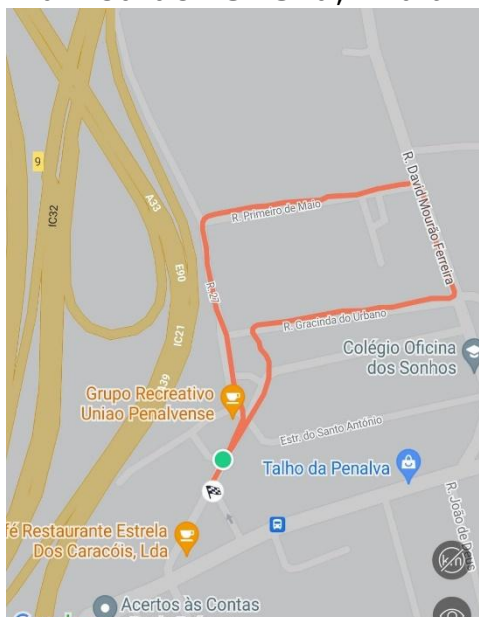 9
IC32
A33
R. David Mourão Ferreira
R. Primeiro de Maio
E90
R. 27
IC21
R. Gracinda do Urbano
Colégio Oficina
dos Sonhos
A39
Grupo Recreativo
Uniao Penalvense
Estr. do Santo António
Talho da Penalva
R. João de Deus
fé Restaurante Estrela
Dos Caracóis, Lda
Acertos às Contas